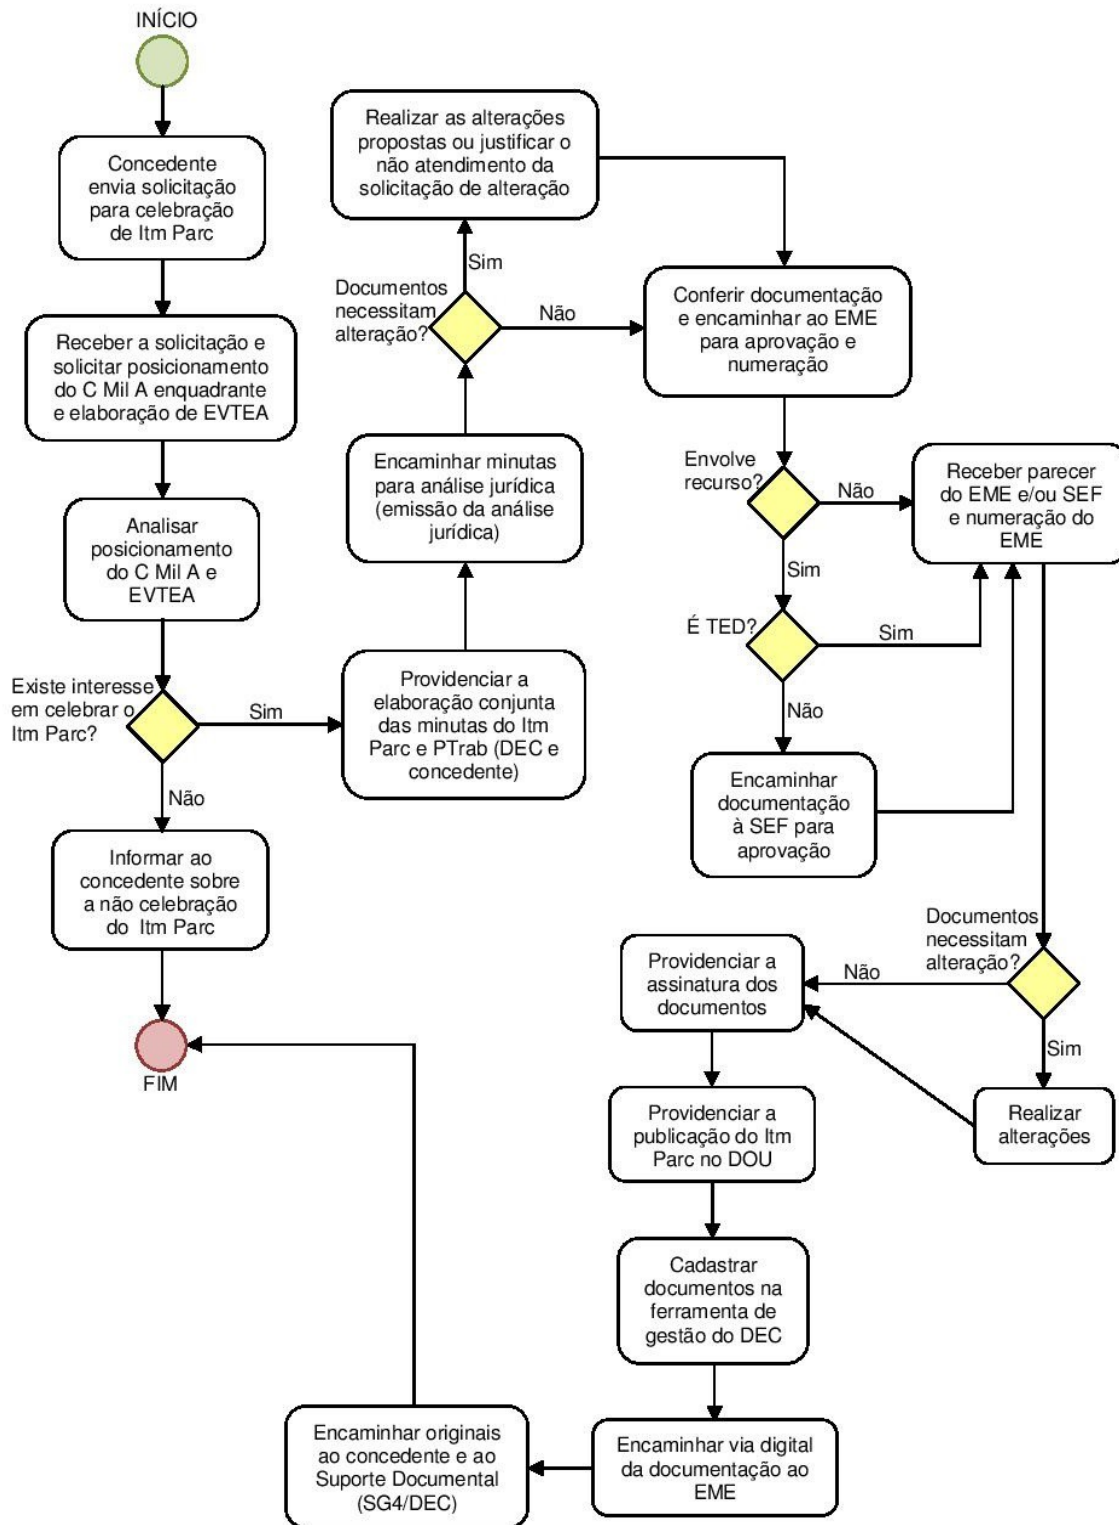 INÍCIO
Concedente
envia solicitação
para celebração
de Itm Parc
Receber a solicitação e
solicitar posicionamento
do C Mil A enquadrante
e elaboração de EVTEA
Analisar
posicionamento
do C Mil A e
EVTEA
Existe interesse
em celebrar o
Itm Parc?
Sim
Não
Informar ao
concedente sobre
a não celebração
do Itm Parc
FIM
Providenciar a
elaboração conjunta
das minutas do Itm
Parc e PTrab (DEC e
concedente)
Encaminhar minutas
para análise jurídica
(emissão da análise
jurídica)
Documentos
necessitam
alteração?
Sim
Não
Realizar as alterações
propostas ou justificar o
não atendimento da
solicitação de alteração
Conferir documentação
e encaminhar ao EME
para aprovação e
numeração
Envolve
recurso?
Não
Sim
Receber parecer
do EME e/ou SEF
e numeração do
EME
É TED?
Sim
Não
Encaminhar
documentação
à SEF para
aprovação
Documentos
necessitam
alteração?
Não
Sim
Realizar
alterações
Providenciar a
assinatura dos
documentos
Providenciar a
publicação do Itm
Parc no DOU
Cadastrar
documentos na
ferramenta de
gestão do DEC
Encaminhar via digital
da documentação ao
EME
Encaminhar originais
ao concedente e ao
Suporte Documental
(SG4/DEC)